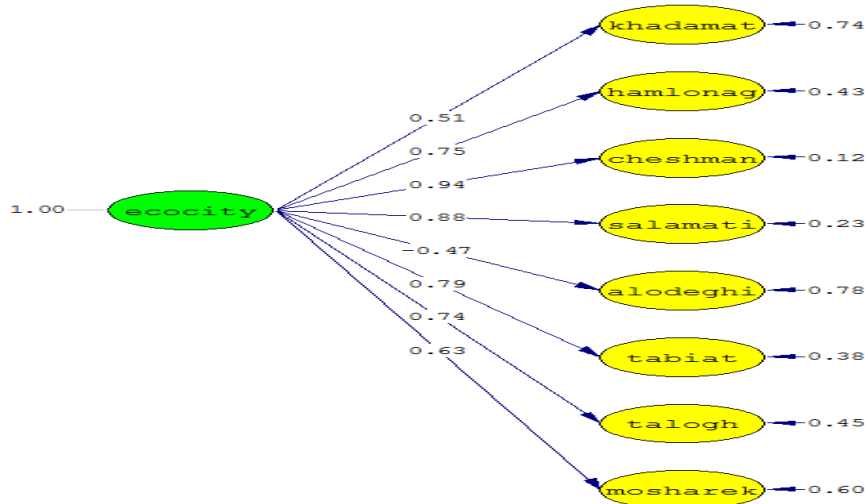 khadamat 0.74
hamlonag 0.43
0.51
0.75
cheshman 0.12
0.94
1.00 ecocity
0.88
salamati 0.23
-0.47
alodeghi 0.78
0.79
0.74
0.63
tabiat 0.38
talogh 0.45
mosharek 0.60